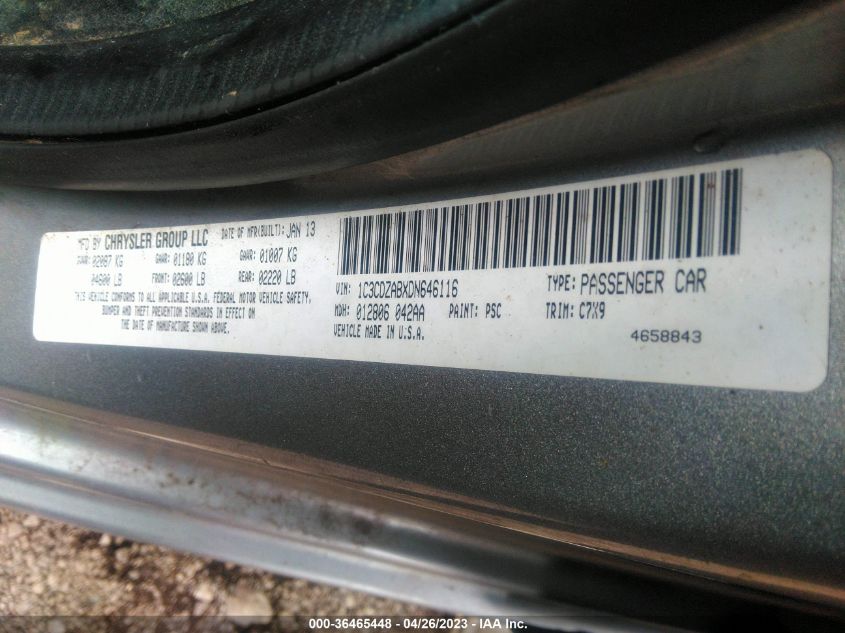 MFD BY CHRYSLER GROUP LLC DATE OF MFR(BUILT): JAN 13
GVWR: 02087 KG GAWR: 01180 KG GAWR: 01007 KG
04600 LB FRONT: 02600 LB REAR: 02220 LB
THIS VEHICLE CONFORMS TO ALL APPLICABLE U.S.A. FEDERAL MOTOR VEHICLE SAFETY,
BUMPER AND THEFT PREVENTION STANDARDS IN EFFECT ON
THE DATE OF MANUFACTURE SHOWN ABOVE.
VIN: 1C3CDZABXDN646116 TYPE: PASSENGER CAR
MDH: 012806 042AA PAINT: PSC TRIM: C7X9
VEHICLE MADE IN U.S.A. 4658843
000-36465448 - 04/26/2023 - IAA Inc.